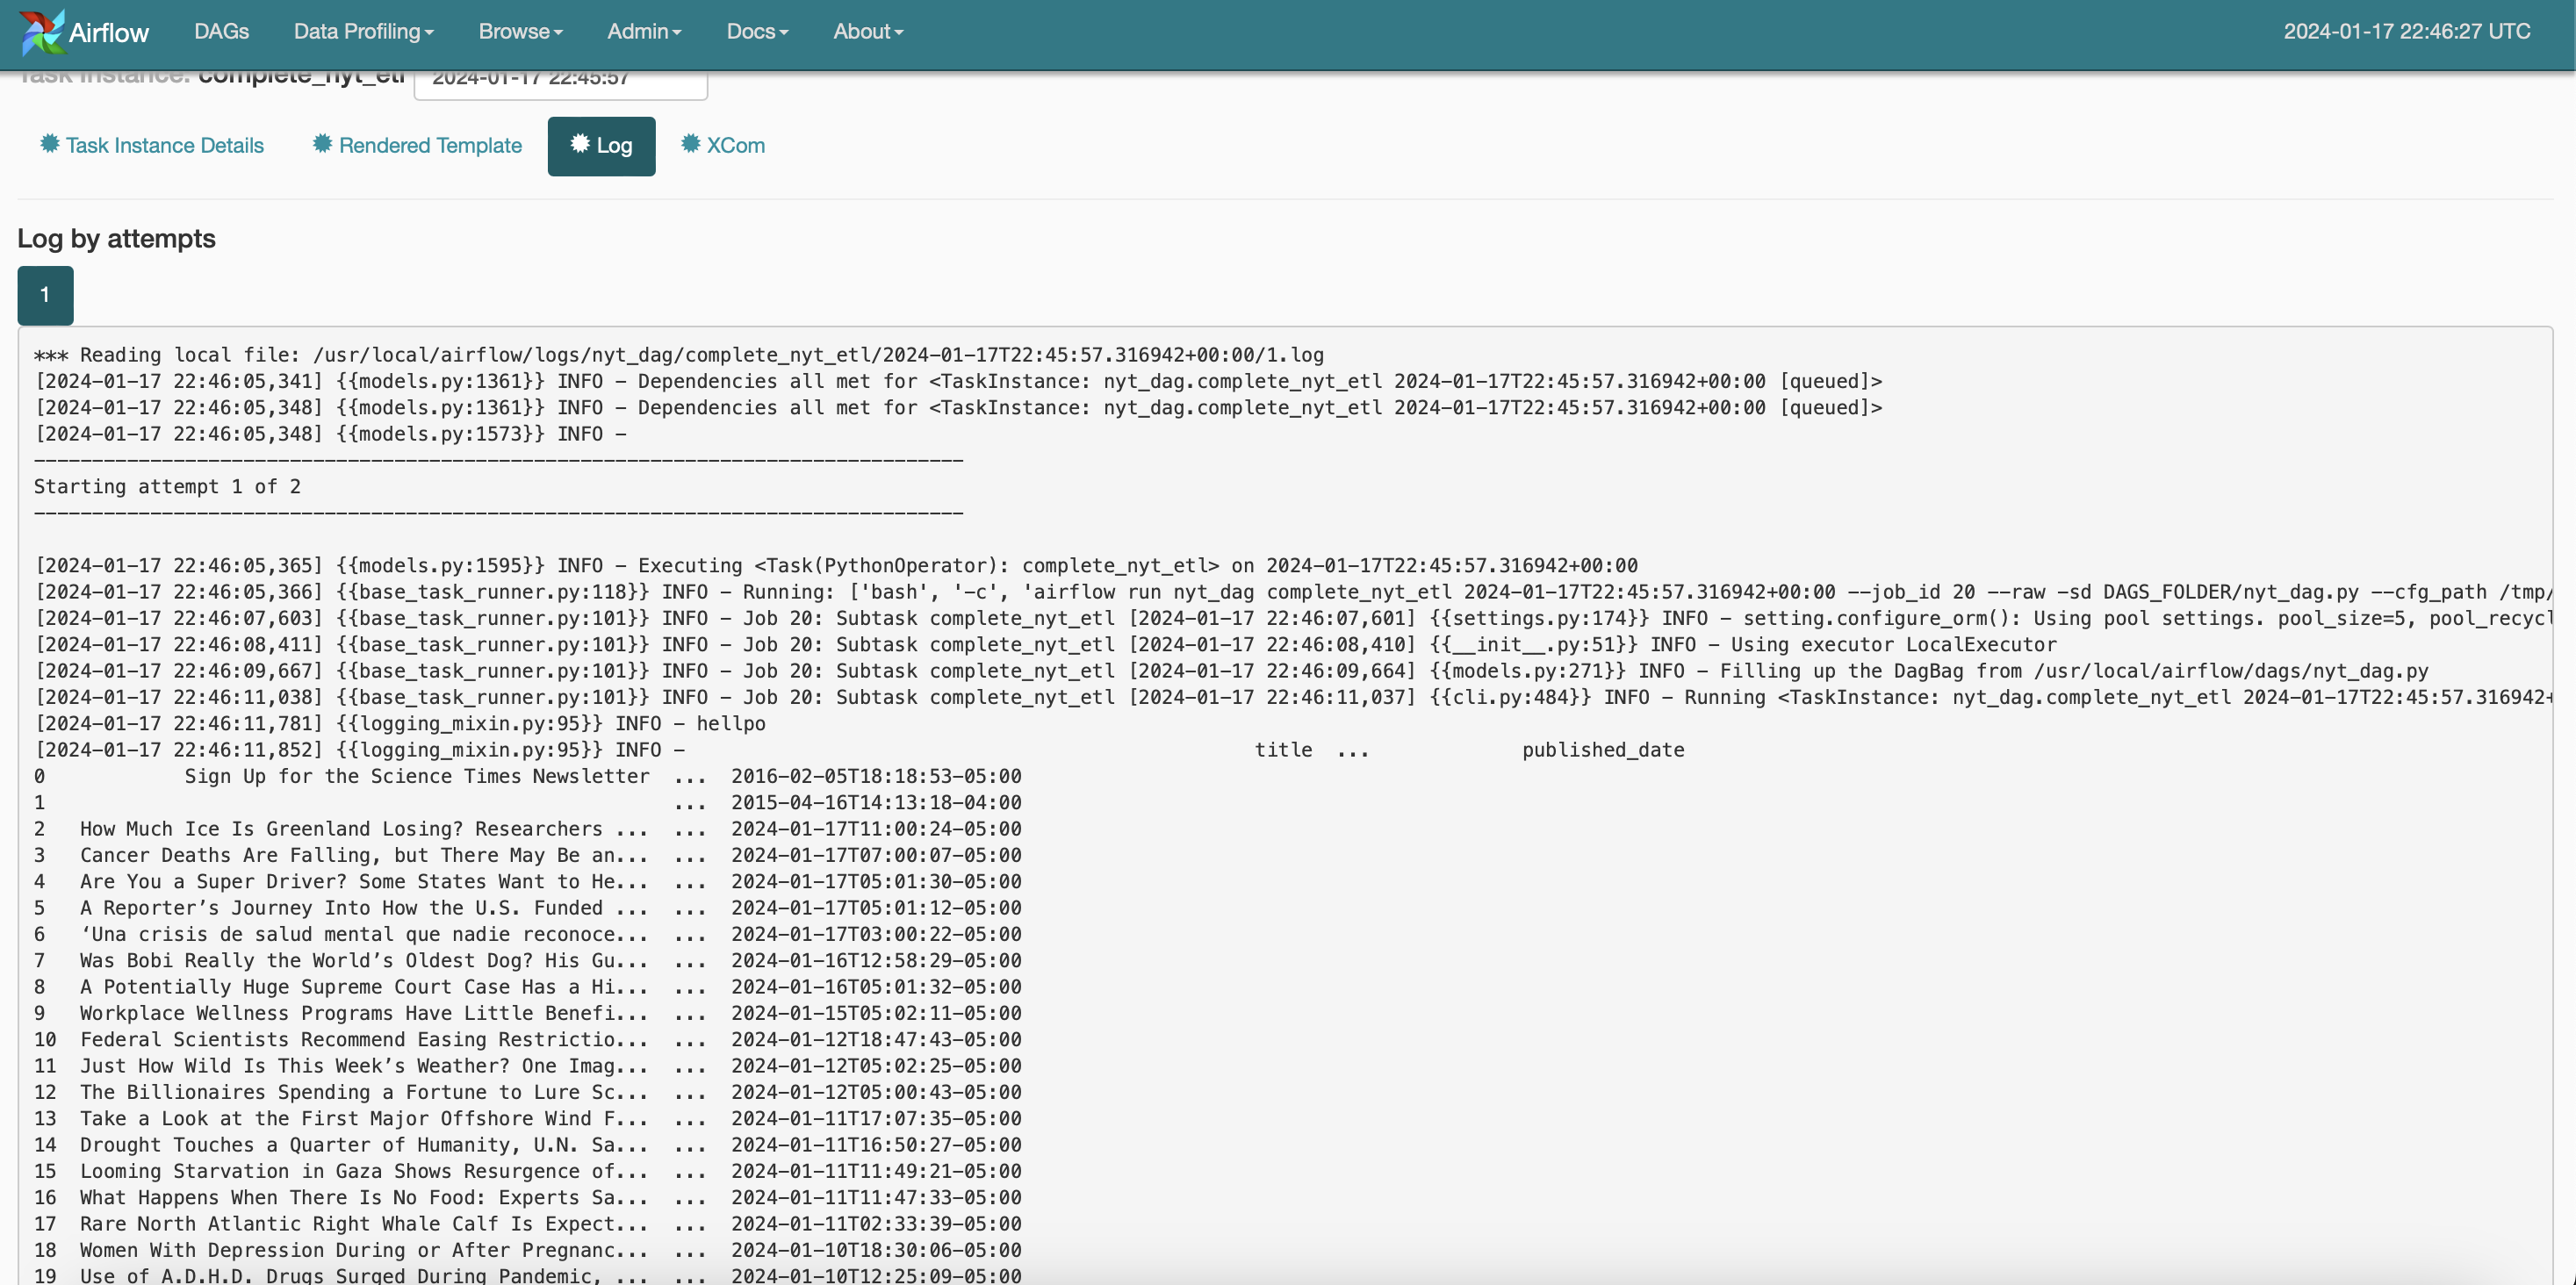 Airflow DAGs Data Profiling Browse Admin Docs About 2024-01-17 22:46:27 UTC
Task Instance: complete_nyt_etl 2024-01-17 22:45:57
Task Instance Details Rendered Template Log XCom
Log by attempts
1
*** Reading local file: /usr/local/airflow/logs/nyt_dag/complete_nyt_etl/2024-01-17T22:45:57.316942+00:00/1.log
[2024-01-17 22:46:05,341] {{models.py:1361}} INFO - Dependencies all met for <TaskInstance: nyt_dag.complete_nyt_etl 2024-01-17T22:45:57.316942+00:00 [queued]>
[2024-01-17 22:46:05,348] {{models.py:1361}} INFO - Dependencies all met for <TaskInstance: nyt_dag.complete_nyt_etl 2024-01-17T22:45:57.316942+00:00 [queued]>
[2024-01-17 22:46:05,348] {{models.py:1573}} INFO -
--------------------------------------------------------------------------------
Starting attempt 1 of 2
--------------------------------------------------------------------------------
[2024-01-17 22:46:05,365] {{models.py:1595}} INFO - Executing <Task(PythonOperator): complete_nyt_etl> on 2024-01-17T22:45:57.316942+00:00
[2024-01-17 22:46:05,366] {{base_task_runner.py:118}} INFO - Running: ['bash', '-c', 'airflow run nyt_dag complete_nyt_etl 2024-01-17T22:45:57.316942+00:00 --job_id 20 --raw -sd DAGS_FOLDER/nyt_dag.py --cfg_path /tmp/
[2024-01-17 22:46:07,603] {{base_task_runner.py:101}} INFO - Job 20: Subtask complete_nyt_etl [2024-01-17 22:46:07,601] {{settings.py:174}} INFO - setting.configure_orm(): Using pool settings. pool_size=5, pool_recycl
[2024-01-17 22:46:08,411] {{base_task_runner.py:101}} INFO - Job 20: Subtask complete_nyt_etl [2024-01-17 22:46:08,410] {{__init__.py:51}} INFO - Using executor LocalExecutor
[2024-01-17 22:46:09,667] {{base_task_runner.py:101}} INFO - Job 20: Subtask complete_nyt_etl [2024-01-17 22:46:09,664] {{models.py:271}} INFO - Filling up the DagBag from /usr/local/airflow/dags/nyt_dag.py
[2024-01-17 22:46:11,038] {{base_task_runner.py:101}} INFO - Job 20: Subtask complete_nyt_etl [2024-01-17 22:46:11,037] {{cli.py:484}} INFO - Running <TaskInstance: nyt_dag.complete_nyt_etl 2024-01-17T22:45:57.316942+
[2024-01-17 22:46:11,781] {{logging_mixin.py:95}} INFO - hellpo
[2024-01-17 22:46:11,852] {{logging_mixin.py:95}} INFO - title ... published_date
0 Sign Up for the Science Times Newsletter ... 2016-02-05T18:18:53-05:00
1 ... 2015-04-16T14:13:18-04:00
2 How Much Ice Is Greenland Losing? Researchers ... ... 2024-01-17T11:00:24-05:00
3 Cancer Deaths Are Falling, but There May Be an... ... 2024-01-17T07:00:07-05:00
4 Are You a Super Driver? Some States Want to He... ... 2024-01-17T05:01:30-05:00
5 A Reporter’s Journey Into How the U.S. Funded ... ... 2024-01-17T05:01:12-05:00
6 ‘Una crisis de salud mental que nadie reconoce... ... 2024-01-17T03:00:22-05:00
7 Was Bobi Really the World’s Oldest Dog? His Gu... ... 2024-01-16T12:58:29-05:00
8 A Potentially Huge Supreme Court Case Has a Hi... ... 2024-01-16T05:01:32-05:00
9 Workplace Wellness Programs Have Little Benefi... ... 2024-01-15T05:02:11-05:00
10 Federal Scientists Recommend Easing Restrictio... ... 2024-01-12T18:47:43-05:00
11 Just How Wild Is This Week’s Weather? One Imag... ... 2024-01-12T05:02:25-05:00
12 The Billionaires Spending a Fortune to Lure Sc... ... 2024-01-12T05:00:43-05:00
13 Take a Look at the First Major Offshore Wind F... ... 2024-01-11T17:07:35-05:00
14 Drought Touches a Quarter of Humanity, U.N. Sa... ... 2024-01-11T16:50:27-05:00
15 Looming Starvation in Gaza Shows Resurgence of... ... 2024-01-11T11:49:21-05:00
16 What Happens When There Is No Food: Experts Sa... ... 2024-01-11T11:47:33-05:00
17 Rare North Atlantic Right Whale Calf Is Expect... ... 2024-01-11T02:33:39-05:00
18 Women With Depression During or After Pregnanc... ... 2024-01-10T18:30:06-05:00
19 Use of A.D.H.D. Drugs Surged During Pandemic, ... ... 2024-01-10T12:25:09-05:00